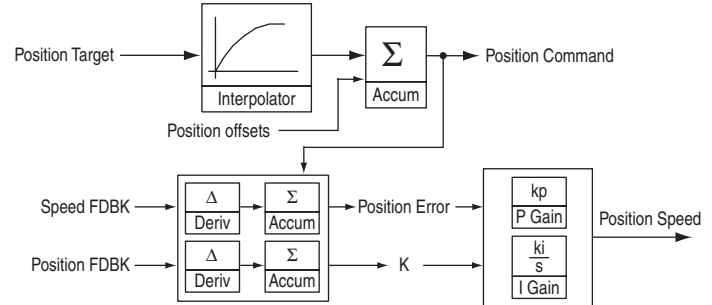 Position Target
Interpolator
Σ
Accum
Position Command
Position offsets
Speed FDBK
Δ
Deriv
Σ
Accum
Position Error
kp
P Gain
Position Speed
Position FDBK
Δ
Deriv
Σ
Accum
K
ki
s
I Gain